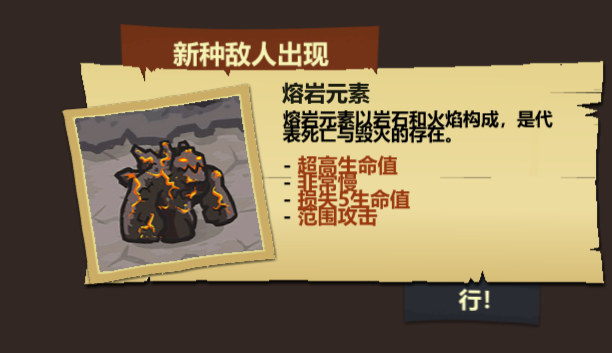 新种敌人出现
熔岩元素
熔岩元素以岩石和火焰构成，是代
表死亡与毁灭的存在。
- 超高生命值
- 非常慢
- 损失5生命值
- 范围攻击
行!